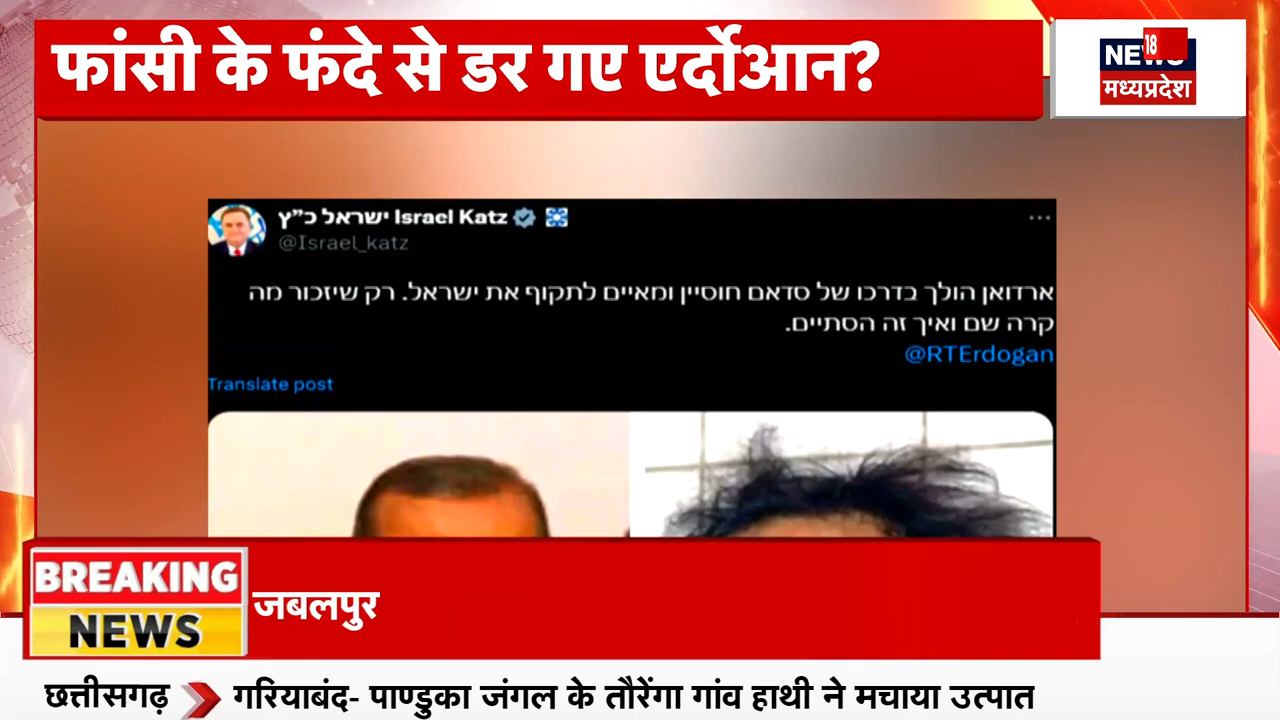 फांसी के फंदे से डर गए एर्दोआन?
NEWS 18
मध्यप्रदेश
ישראל כ”ץ Israel Katz
@Israel_katz
ארדואן הולך בדרכו של סדאם חוסיין ומאיים לתקוף את ישראל. רק שיזכור מה
קרה שם ואיך זה הסתיים.
@RTErdogan
Translate post
BREAKING
NEWS
जबलपुर
छत्तीसगढ़ गरियाबंद- पाण्डुका जंगल के तौरेंगा गांव हाथी ने मचाया उत्पात